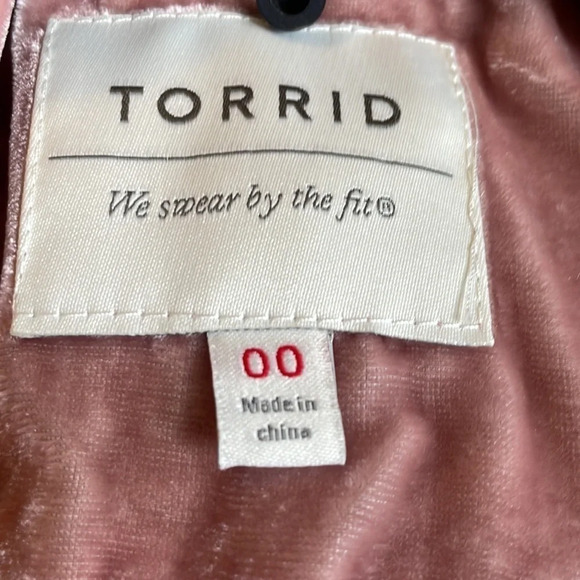 TORRID
We swear by the fit®
00
Made in
china